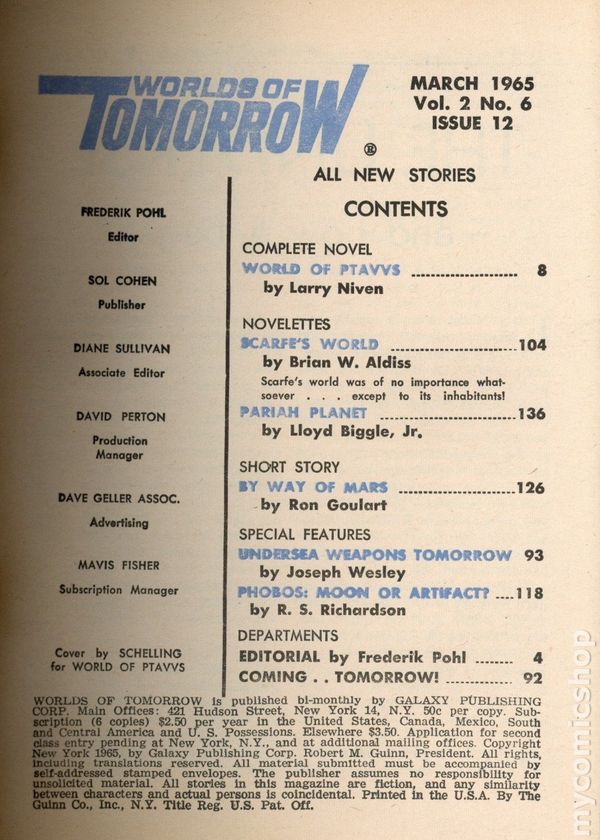 WORLDS OF
TOMORROW
®
MARCH 1965
Vol. 2 No. 6
ISSUE 12
ALL NEW STORIES
FREDERIK POHL
Editor
SOL COHEN
Publisher
DIANE SULLIVAN
Associate Editor
DAVID PERTON
Production
Manager
DAVE GELLER ASSOC.
Advertising
MAVIS FISHER
Subscription Manager
Cover by SCHELLING
for WORLD OF PTAVVS
CONTENTS
COMPLETE NOVEL
WORLD OF PTAVVS .................... 8
by Larry Niven
NOVELETTES
SCARFE'S WORLD ........................104
by Brian W. Aldiss
Scarfe's world was of no importance what-
soever . . . except to its inhabitants!
PARIAH PLANET ..........................136
by Lloyd Biggle, Jr.
SHORT STORY
BY WAY OF MARS ......................126
by Ron Goulart
SPECIAL FEATURES
UNDERSEA WEAPONS TOMORROW 93
by Joseph Wesley
PHOBOS: MOON OR ARTIFACT? ....118
by R. S. Richardson
DEPARTMENTS
EDITORIAL by Frederik Pohl ........ 4
COMING . . TOMORROW! .............. 92
WORLDS OF TOMORROW is published bi-monthly by GALAXY PUBLISHING
CORP. Main Offices: 421 Hudson Street, New York 14, N.Y. 50c per copy. Sub-
scription (6 copies) $2.50 per year in the United States, Canada, Mexico, South
and Central America and U. S. Possessions. Elsewhere $3.50. Application for second
class entry pending at New York, N.Y., and at additional mailing offices. Copyright
New York 1965, by Galaxy Publishing Corp. Robert M. Guinn, President. All rights,
including translations reserved. All material submitted must be accompanied by
self-addressed stamped envelopes. The publisher assumes no responsibility for
unsolicited material. All stories in this magazine are fiction, and any similarity
between characters and actual persons is coincidental. Printed in the U.S.A. By The
Guinn Co., Inc., N.Y. Title Reg. U.S. Pat. Off.
mycomicshop